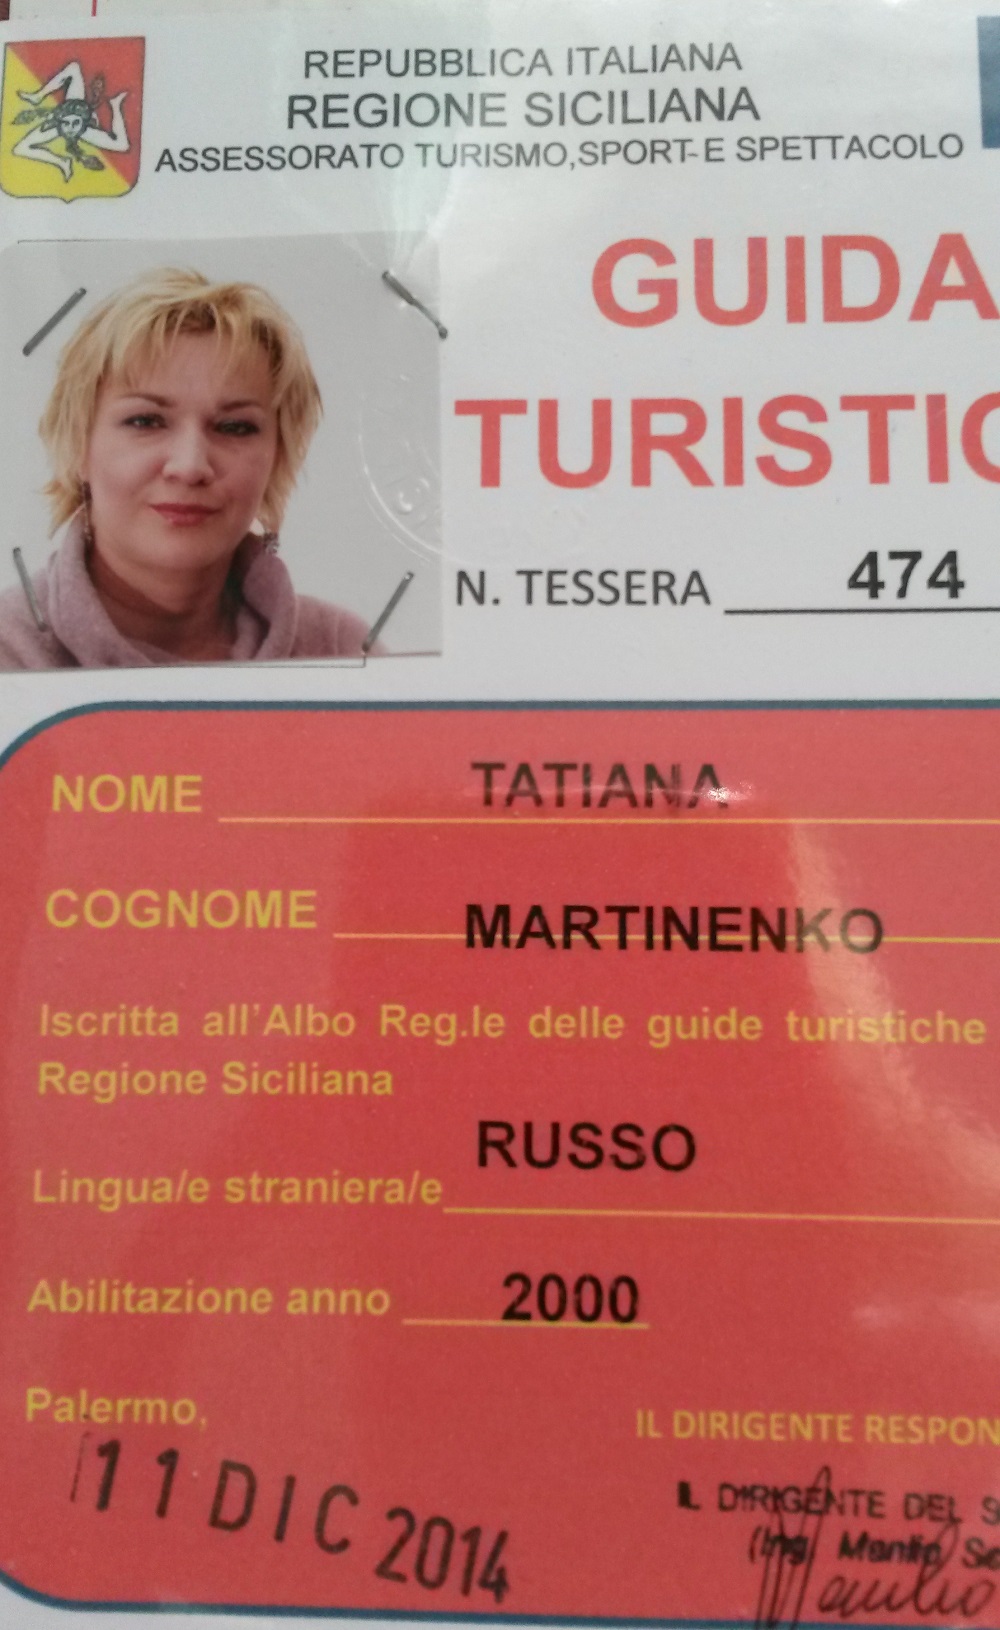 REPUBBLICA ITALIANA
REGIONE SICILIANA
ASSESSORATO TURISMO,SPORT-E SPETTACOLO
GUIDA
TURISTIC
N. TESSERA 474
NOME TATIANA
COGNOME MARTINENKO
Iscritta all'Albo Reg.le delle guide turistiche
Regione Siciliana
Lingua/e straniera/e RUSSO
Abilitazione anno 2000
Palermo,
11 DIC 2014
IL DIRIGENTE RESPON
IL DIRIGENTE DEL S
(Ing. Manlio